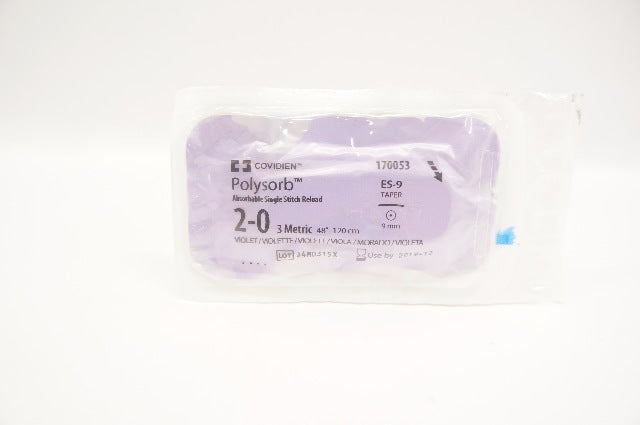 COVIDIEN™ 170053
Polysorb™ ES-9
Absorbable Single Stitch Reload TAPER
2-0 3 Metric 48" 120 cm 9 mm
VIOLET/VIOLETTE/VIOLETT/VIOLA/MORADO/VIOLETA
LOT Use by